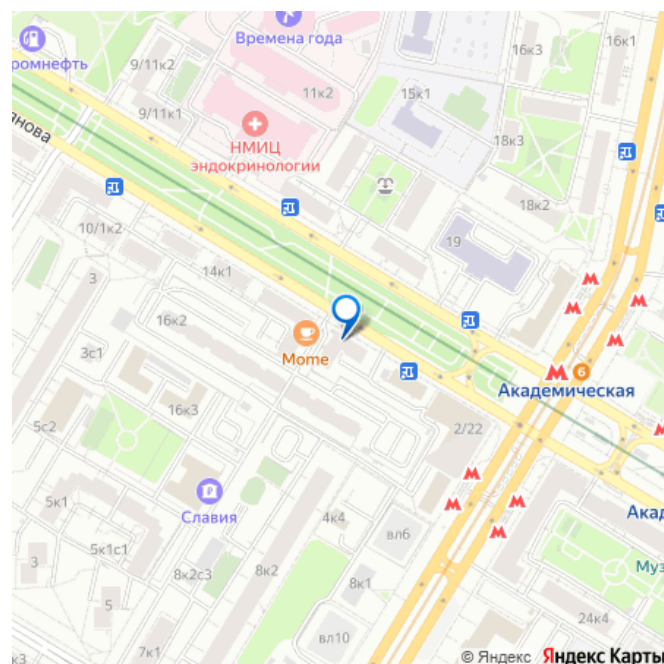 Времена года
16к3
16к1
ромнефть
9/11к2
11к2
15к1
9/11к1
НМИЦ
эндокринологии
янова
18к3
18к2
10/1к2
19
14к1
3
16к2
Mome
М
М
М
М
М
6
Академическая
3с1
16к3
2/22
М
5с2
М
М
М
М
5к1
Славия
4к4
вл6
Акад
5к1с1
Муз
3
8к2с3
8к2
8к1
5
24к4
7к1
вл10
© Яндекс Яндекс Карты